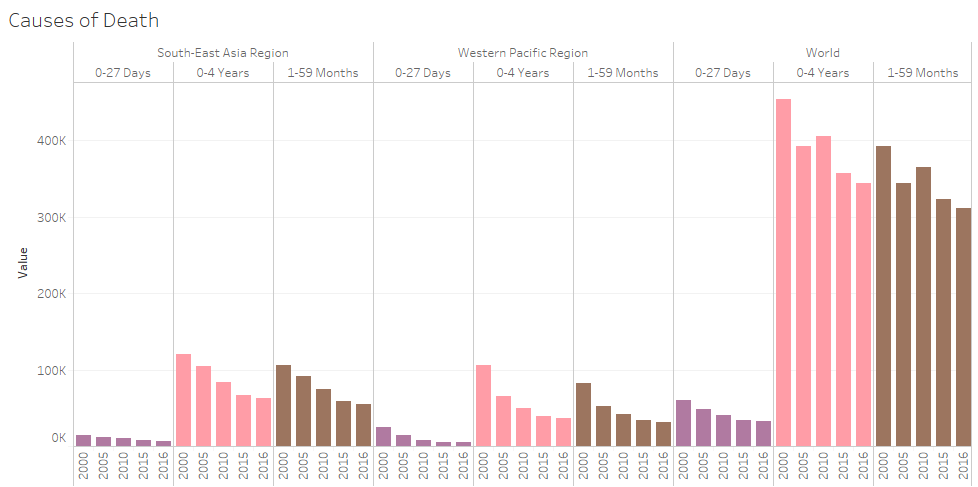 Causes of Death
South-East Asia Region Western Pacific Region World
0-27 Days 0-4 Years 1-59 Months 0-27 Days 0-4 Years 1-59 Months 0-27 Days 0-4 Years 1-59 Months
400K
300K
Value
200K
100K
0K
2000 2005 2010 2015 2016 2000 2005 2010 2015 2016 2000 2005 2010 2015 2016 2000 2005 2010 2015 2016 2000 2005 2010 2015 2016 2000 2005 2010 2015 2016 2000 2005 2010 2015 2016 2000 2005 2010 2015 2016 2000 2005 2010 2015 2016